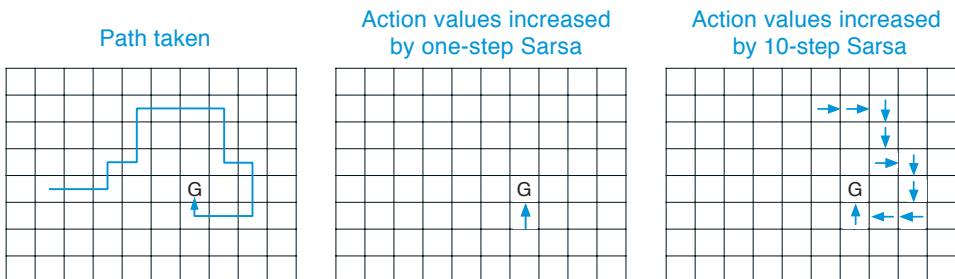 Path taken
Action values increased
by one-step Sarsa
Action values increased
by 10-step Sarsa
G
G
G